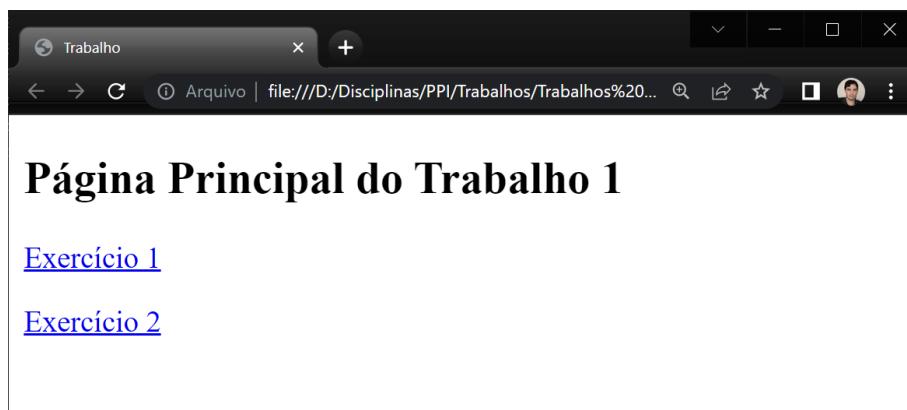 Trabalho
Arquivo | file:///D:/Disciplinas/PPI/Trabalhos/Trabalhos%20...
Página Principal do Trabalho 1
Exercício 1
Exercício 2